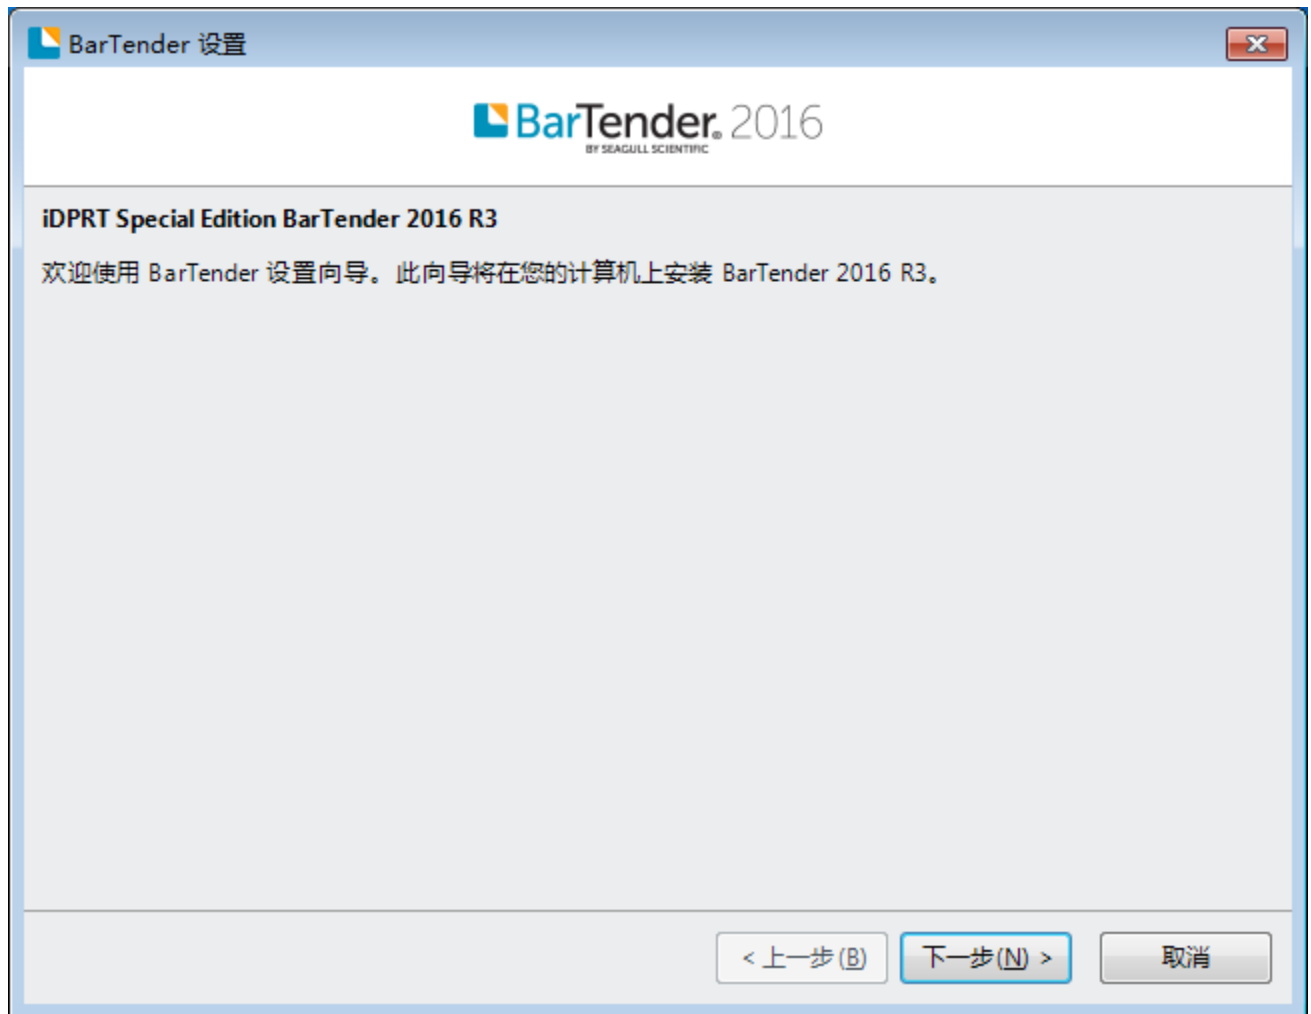 BarTender 设置
BarTender® 2016
BY SEAGULL SCIENTIFIC
iDPRT Special Edition BarTender 2016 R3
欢迎使用 BarTender 设置向导。此向导将在您的计算机上安装 BarTender 2016 R3。
< 上一步(B) 下一步(N) > 取消